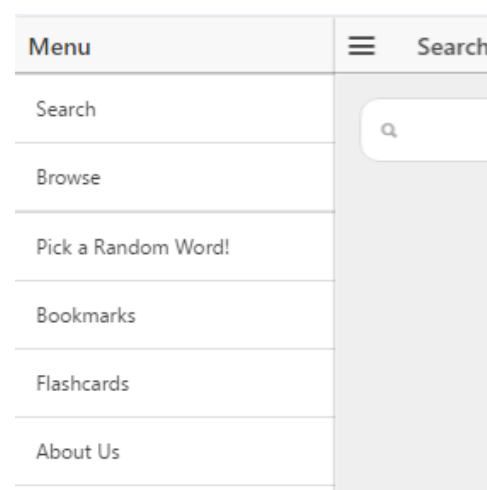 Menu
Search
Search
Browse
Pick a Random Word!
Bookmarks
Flashcards
About Us